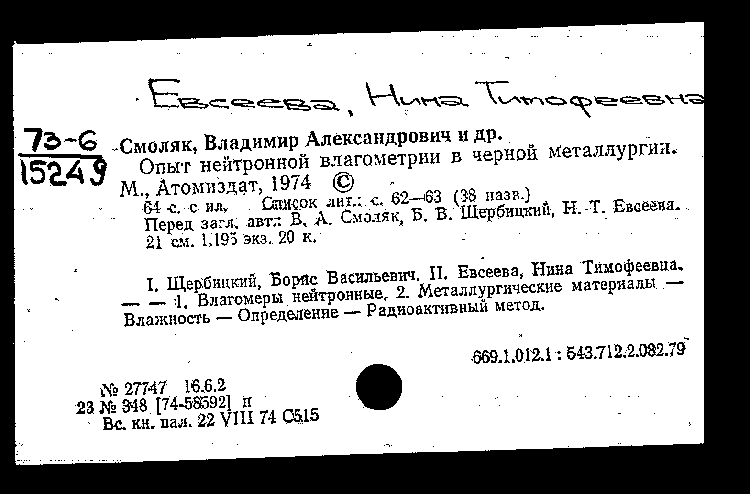 Евсеева, Нина Тимофеевна
73-6
15249
Смоляк, Владимир Александрович и др.
Опыт нейтронной влагометрии в черной металлургии.
М., Атомиздат, 1974 ©
64 с. с ил. Список лит.: с. 62—63 (38 назв.)
Перед загл. авт.: В. А. Смоляк, Б. В. Щербицкий, Н. Т. Евсеева.
21 см. 1.195 экз. 20 к.
I. Щербицкий, Борис Васильевич. II. Евсеева, Нина Тимофеевна.
— — 1. Влагомеры нейтронные. 2. Металлургические материалы —
Влажность — Определение — Радиоактивный метод.
669.1.012.1 : 543.712.2.082.79
№ 27747 16.6.2
23 № 348 [74-58592] п
Вс. кн. пал. 22 VIII 74 С515